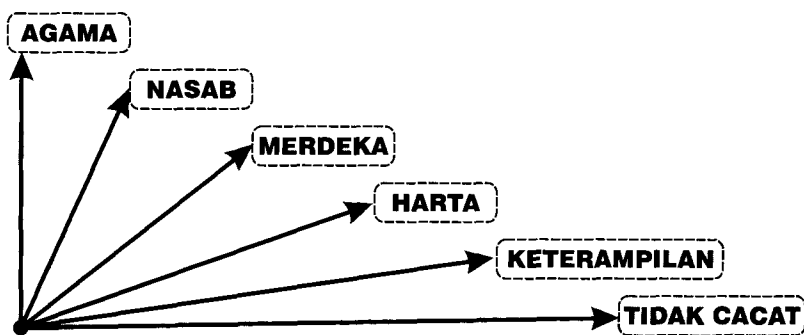 AGAMA
NASAB
MERDEKA
HARTA
KETERAMPILAN
TIDAK CACAT